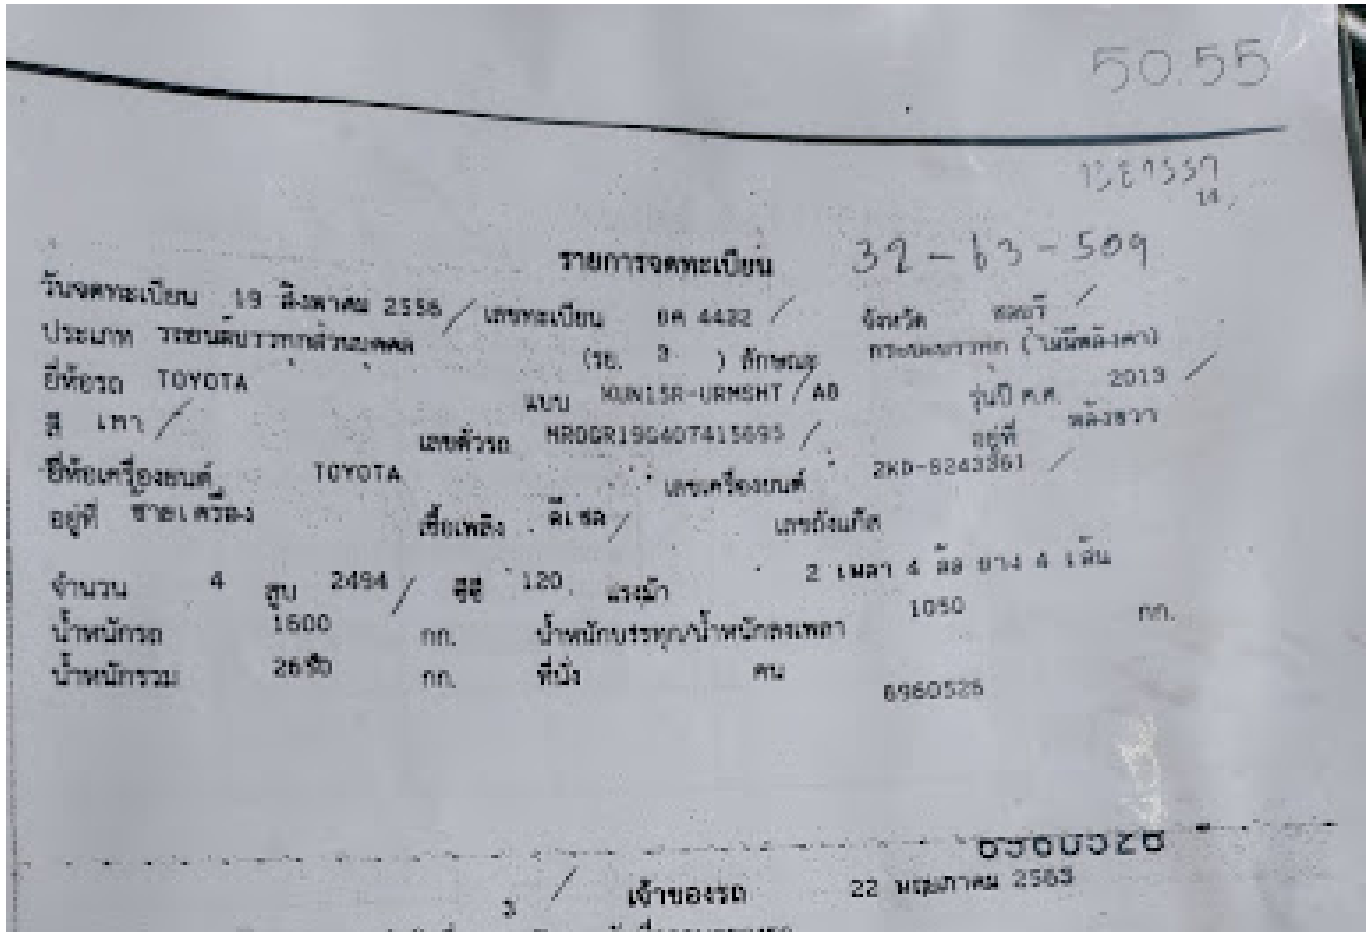 50.55
รายการจดทะเบียน 32-63-509
วันจดทะเบียน 19 สิงหาคม 2556 / เลขทะเบียน 4422 / จังหวัด ชลบุรี /
ประเภท รถยนต์บรรทุกส่วนบุคคล (รย. 3 ) ลักษณะ กระบะบรรทุก (ไม่มีหลังคา)
ยี่ห้อรถ TOYOTA แบบ KUN15R-URMSHT / A0 รุ่นปี ค.ศ. 2013 /
สี เทา / เลขตัวรถ MR0GR19G607415695 / อยู่ที่
ยี่ห้อเครื่องยนต์ TOYOTA เลขเครื่องยนต์ 2KD-S243361 /
อยู่ที่ ซ้ายเครื่อง เชื้อเพลิง ดีเซล / เลขถังแก๊ส
จำนวน 4 สูบ 2494 / ซีซี 120 แรงม้า 2 เพลา 4 ล้อ ยาง 4 เส้น
น้ำหนักรถ 1600 กก. น้ำหนักบรรทุก/น้ำหนักลงเพลา 1050 กก.
น้ำหนักรวม 2650 กก. ที่นั่ง คน
6960526
3 / เจ้าของรถ 22 พฤษภาคม 2563